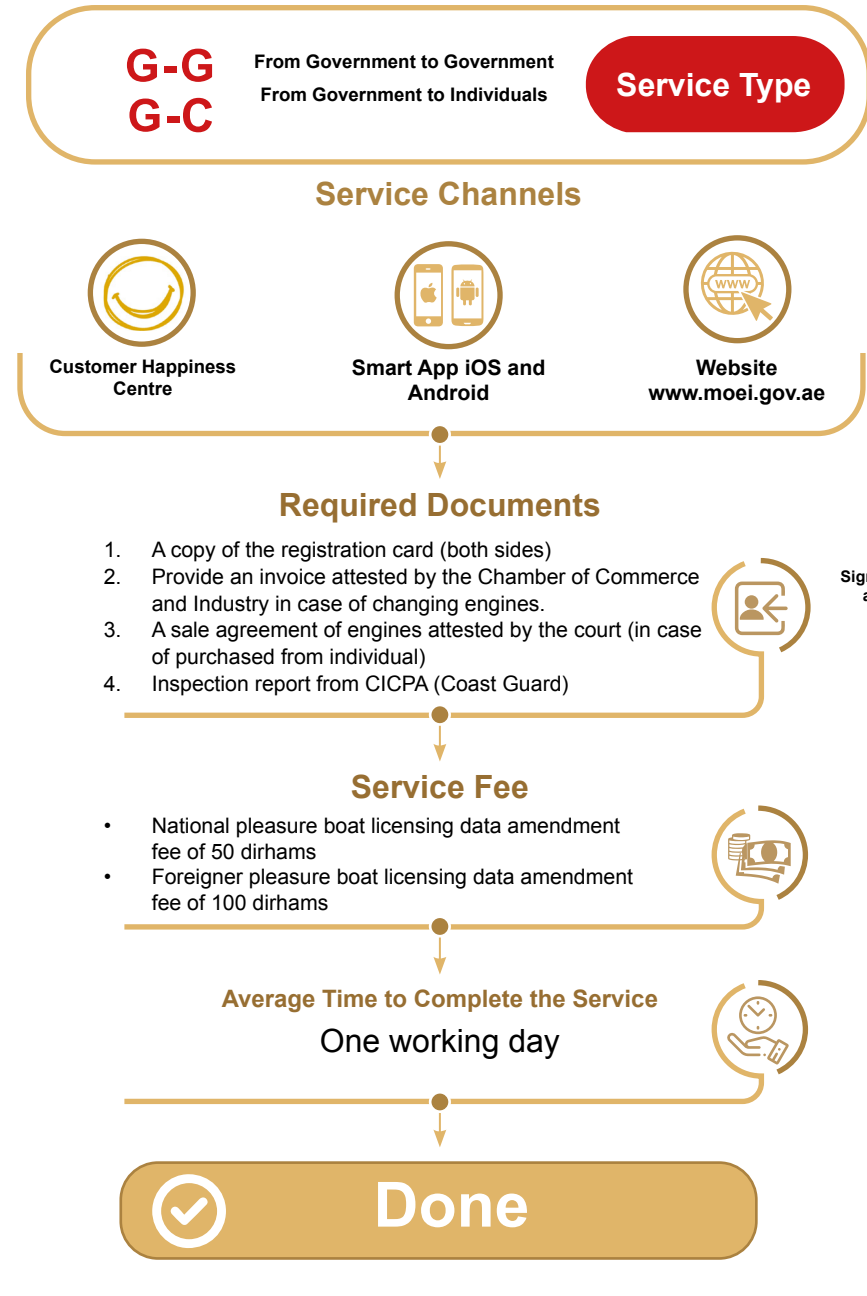 G-G
G-C
From Government to Government
From Government to Individuals
Service Type
Service Channels
www
Customer Happiness
Centre
Smart App iOS and
Android
Website
www.moei.gov.ae
Required Documents
1. A copy of the registration card (both sides)
2. Provide an invoice attested by the Chamber of Commerce
and Industry in case of changing engines.
3. A sale agreement of engines attested by the court (in case
of purchased from individual)
4. Inspection report from CICPA (Coast Guard)
Service Fee
• National pleasure boat licensing data amendment
fee of 50 dirhams
• Foreigner pleasure boat licensing data amendment
fee of 100 dirhams
Average Time to Complete the Service
One working day
Done